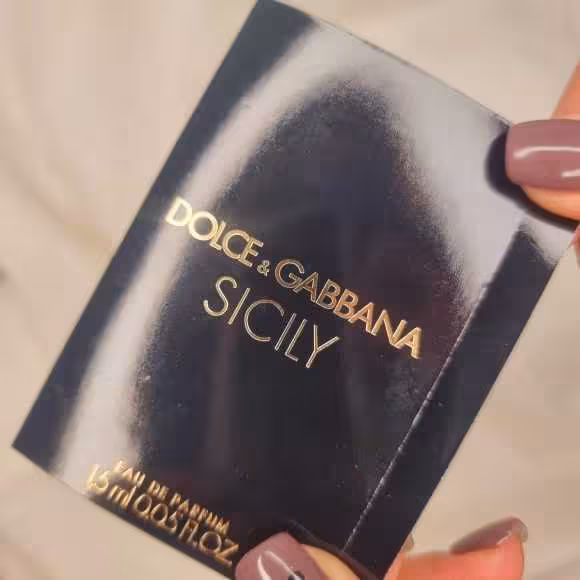 DOLCE & GABBANA
SICILY
EAU DE PARFUM
1,5 ml 0.05 FL.OZ.